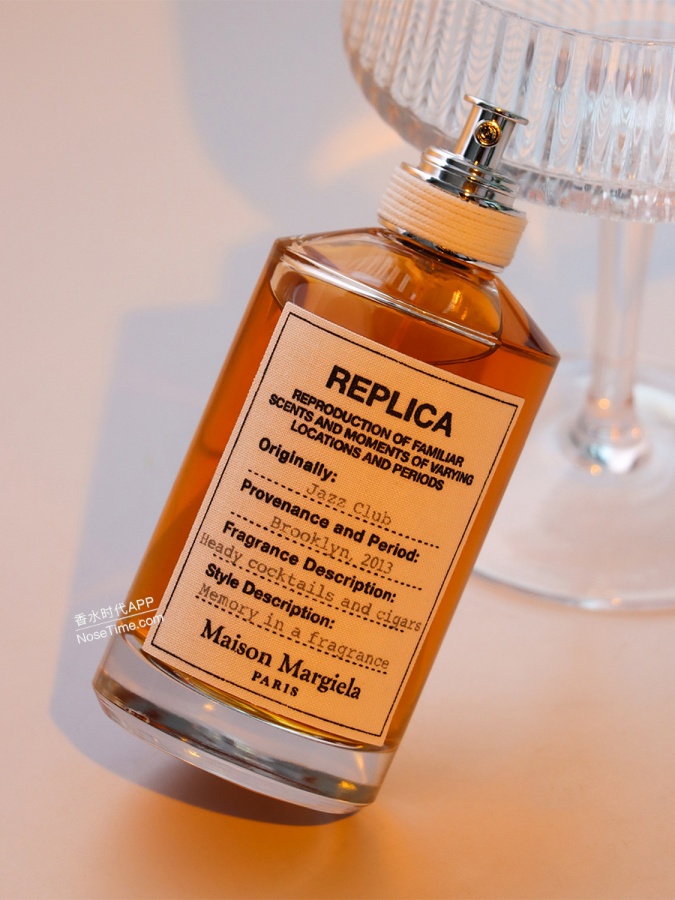 REPLICA
REPRODUCTION OF FAMILIAR
SCENTS AND MOMENTS OF VARYING
LOCATIONS AND PERIODS
Originally:
Jazz Club
Provenance and Period:
Brooklyn, 2013
Fragrance Description:
Heady cocktails and cigars
Style Description:
Memory in a fragrance
Maison Margiela
PARIS
香水时代APP
NoseTime.com